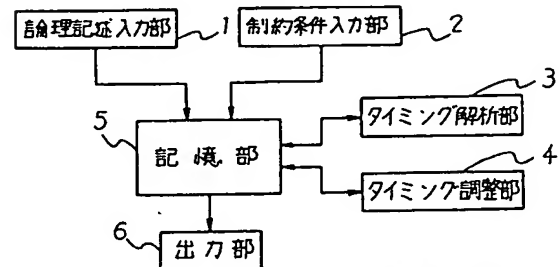 論理記述入力部
1
制約条件入力部
2
3
タイミング解析部
5
記憶部
4
タイミング調整部
6
出力部